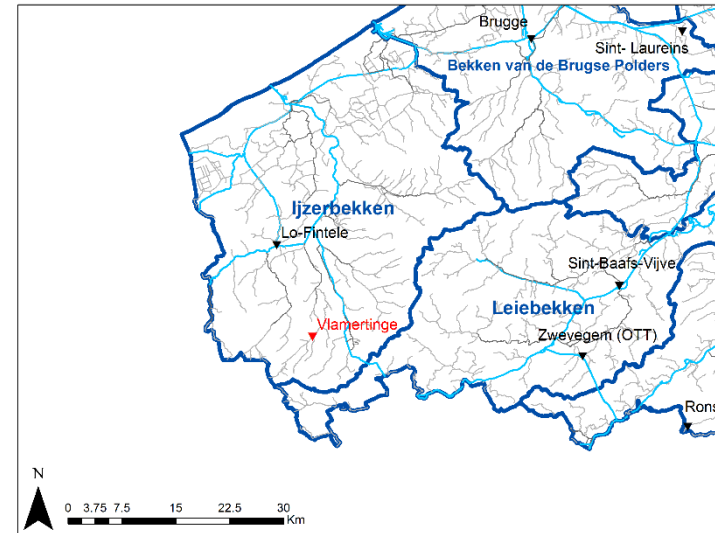 Brugge
Sint- Laureins
Bekken van de Brugse Polders
Ijzerbekken
Lo-Fintele
Sint-Baafs-Vijve
Leiebekken
Vlamertinge
Zwevegem (OTT)
Rons
N
0 3.75 7.5 15 22.5 30
Km